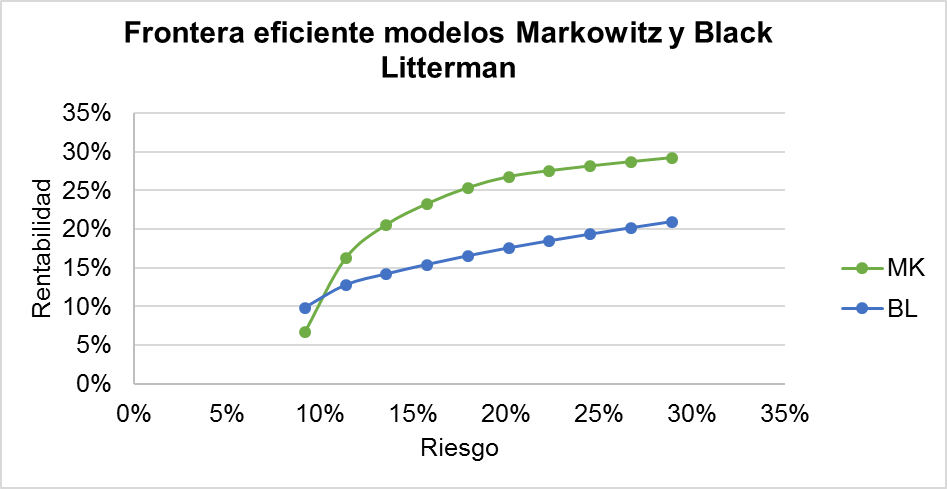 Frontera eficiente modelos Markowitz y Black
Litterman
35%
30%
25%
20%
15%
10%
5%
0%
Rentabilidad
0% 5% 10% 15% 20% 25% 30% 35%
Riesgo
MK
BL